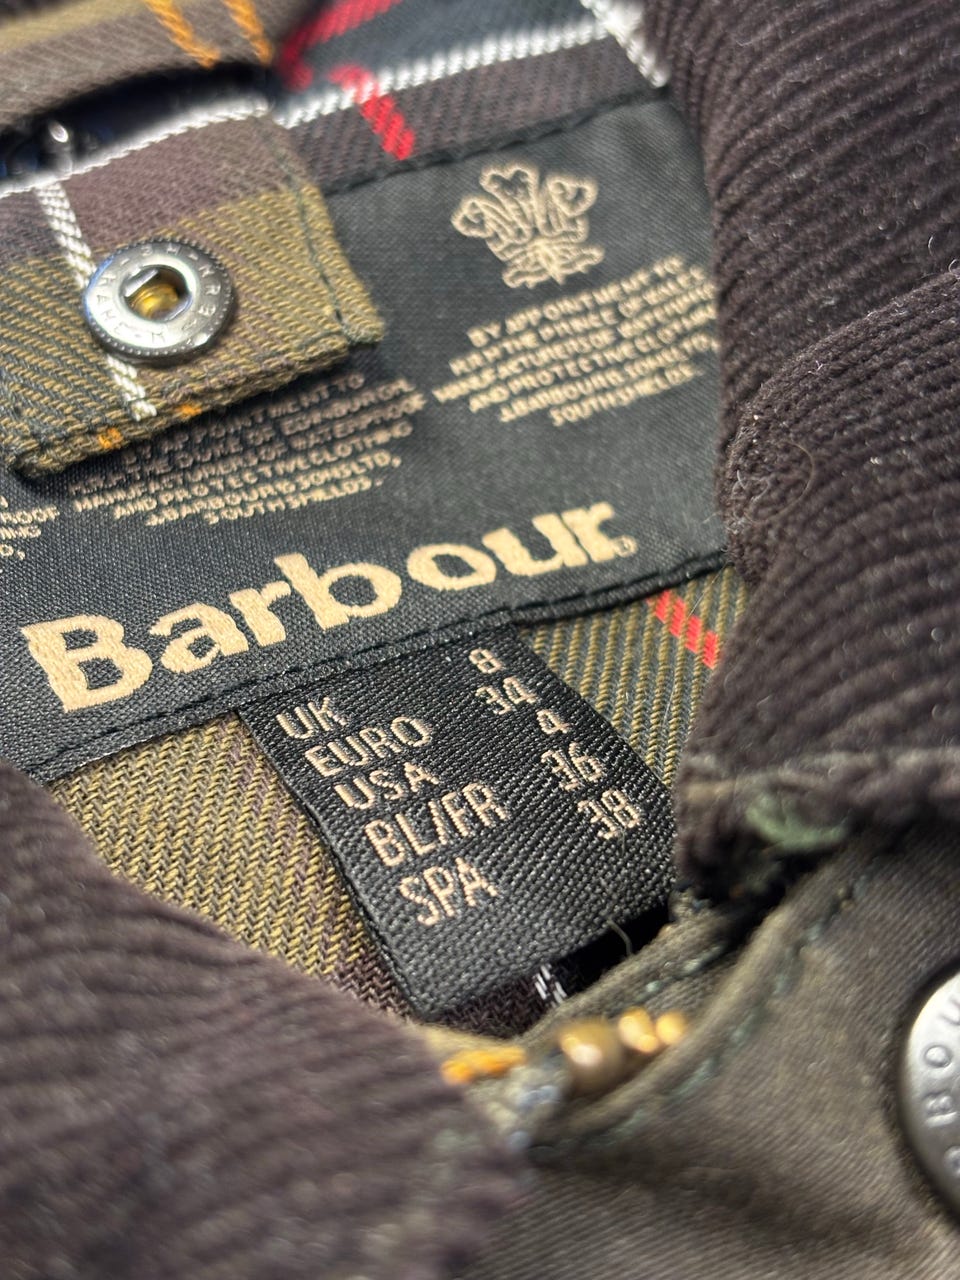 BY APPOINTMENT TO
H.R.H THE PRINCE OF WALES
MANUFACTURERS OF WATERPROOF
AND PROTECTIVE CLOTHING
J.BARBOUR & SONS LTD,
SOUTH SHIELDS.
APPOINTMENT TO
THE DUKE OF EDINBURGH
MANUFACTURERS OF WATERPROOF
AND PROTECTIVE CLOTHING
J.BARBOUR & SONS LTD,
SOUTH SHIELDS.
Barbour
UK 8
EURO 34
USA 4
BL/FR 36
SPA 38
BOU